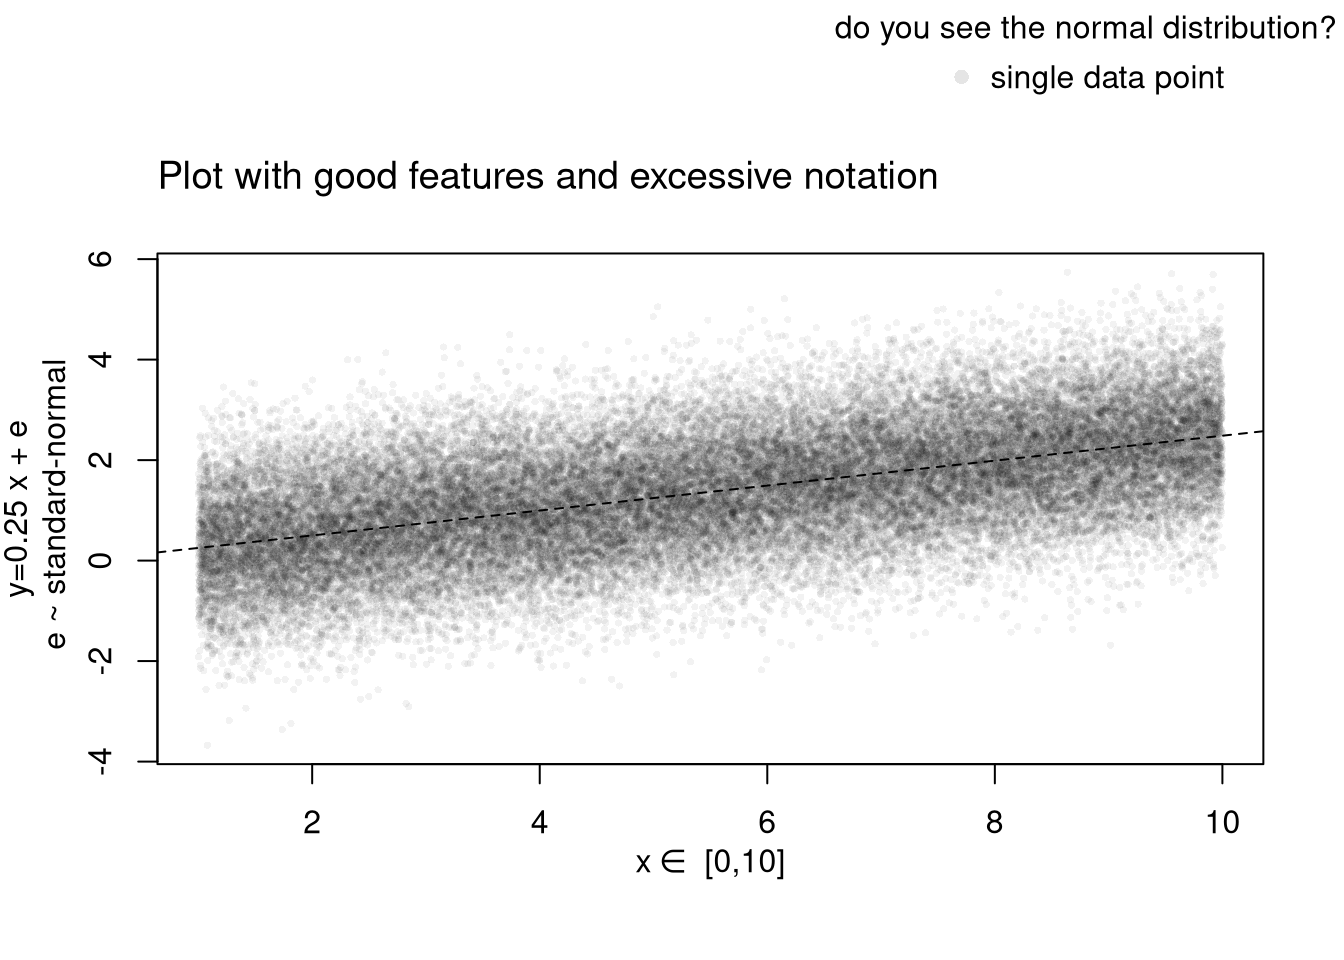 do you see the normal distribution?
single data point
Plot with good features and excessive notation
y=0.25 x + e
e ~ standard-normal
6
4
2
0
-2
-4
2 4 6 8 10
x ∈ [0,10]